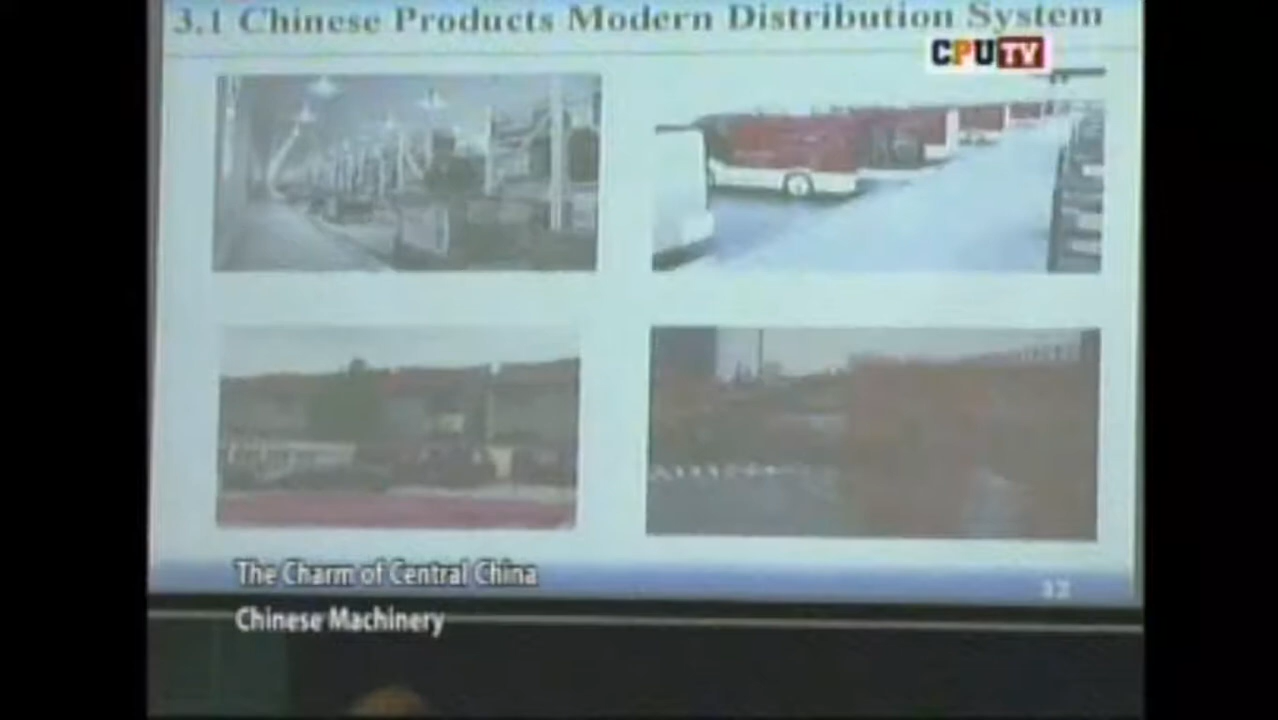 3.1 Chinese Products Modern Distribution System
CPUTV
The Charm of Central China
32
Chinese Machinery